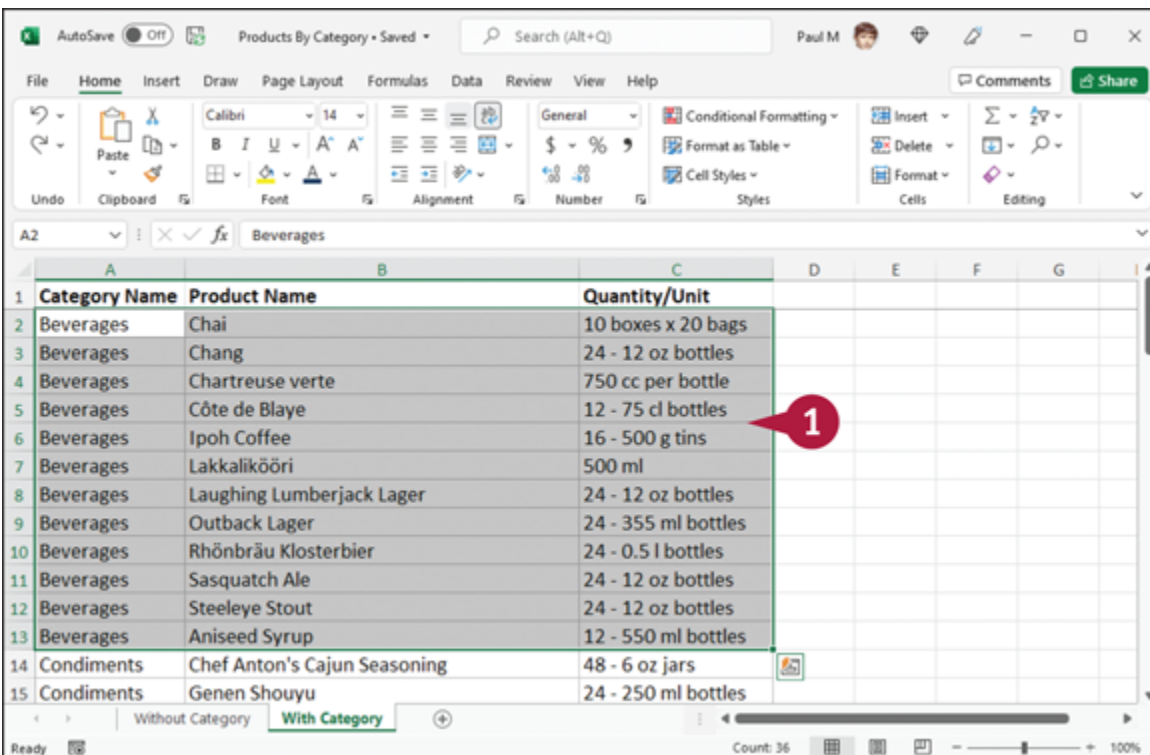 AutoSave Off Products By Category • Saved Search (Alt+Q) Paul M
File Home Insert Draw Page Layout Formulas Data Review View Help Comments Share
Calibri 14 General Conditional Formatting Insert
Paste B I U A A $ % Format as Table Delete
A Cell Styles Format
Undo Clipboard Font Alignment Number Styles Cells Editing
A2 fx Beverages
A B C D E F G
1 Category Name Product Name Quantity/Unit
2 Beverages Chai 10 boxes x 20 bags
3 Beverages Chang 24 - 12 oz bottles
4 Beverages Chartreuse verte 750 cc per bottle
5 Beverages Côte de Blaye 12 - 75 cl bottles
1
6 Beverages Ipoh Coffee 16 - 500 g tins
7 Beverages Lakkalikööri 500 ml
8 Beverages Laughing Lumberjack Lager 24 - 12 oz bottles
9 Beverages Outback Lager 24 - 355 ml bottles
10 Beverages Rhönbräu Klosterbier 24 - 0.5 l bottles
11 Beverages Sasquatch Ale 24 - 12 oz bottles
12 Beverages Steeleye Stout 24 - 12 oz bottles
13 Beverages Aniseed Syrup 12 - 550 ml bottles
14 Condiments Chef Anton's Cajun Seasoning 48 - 6 oz jars
15 Condiments Genen Shouyu 24 - 250 ml bottles
Without Category With Category
Ready Count: 36 100%